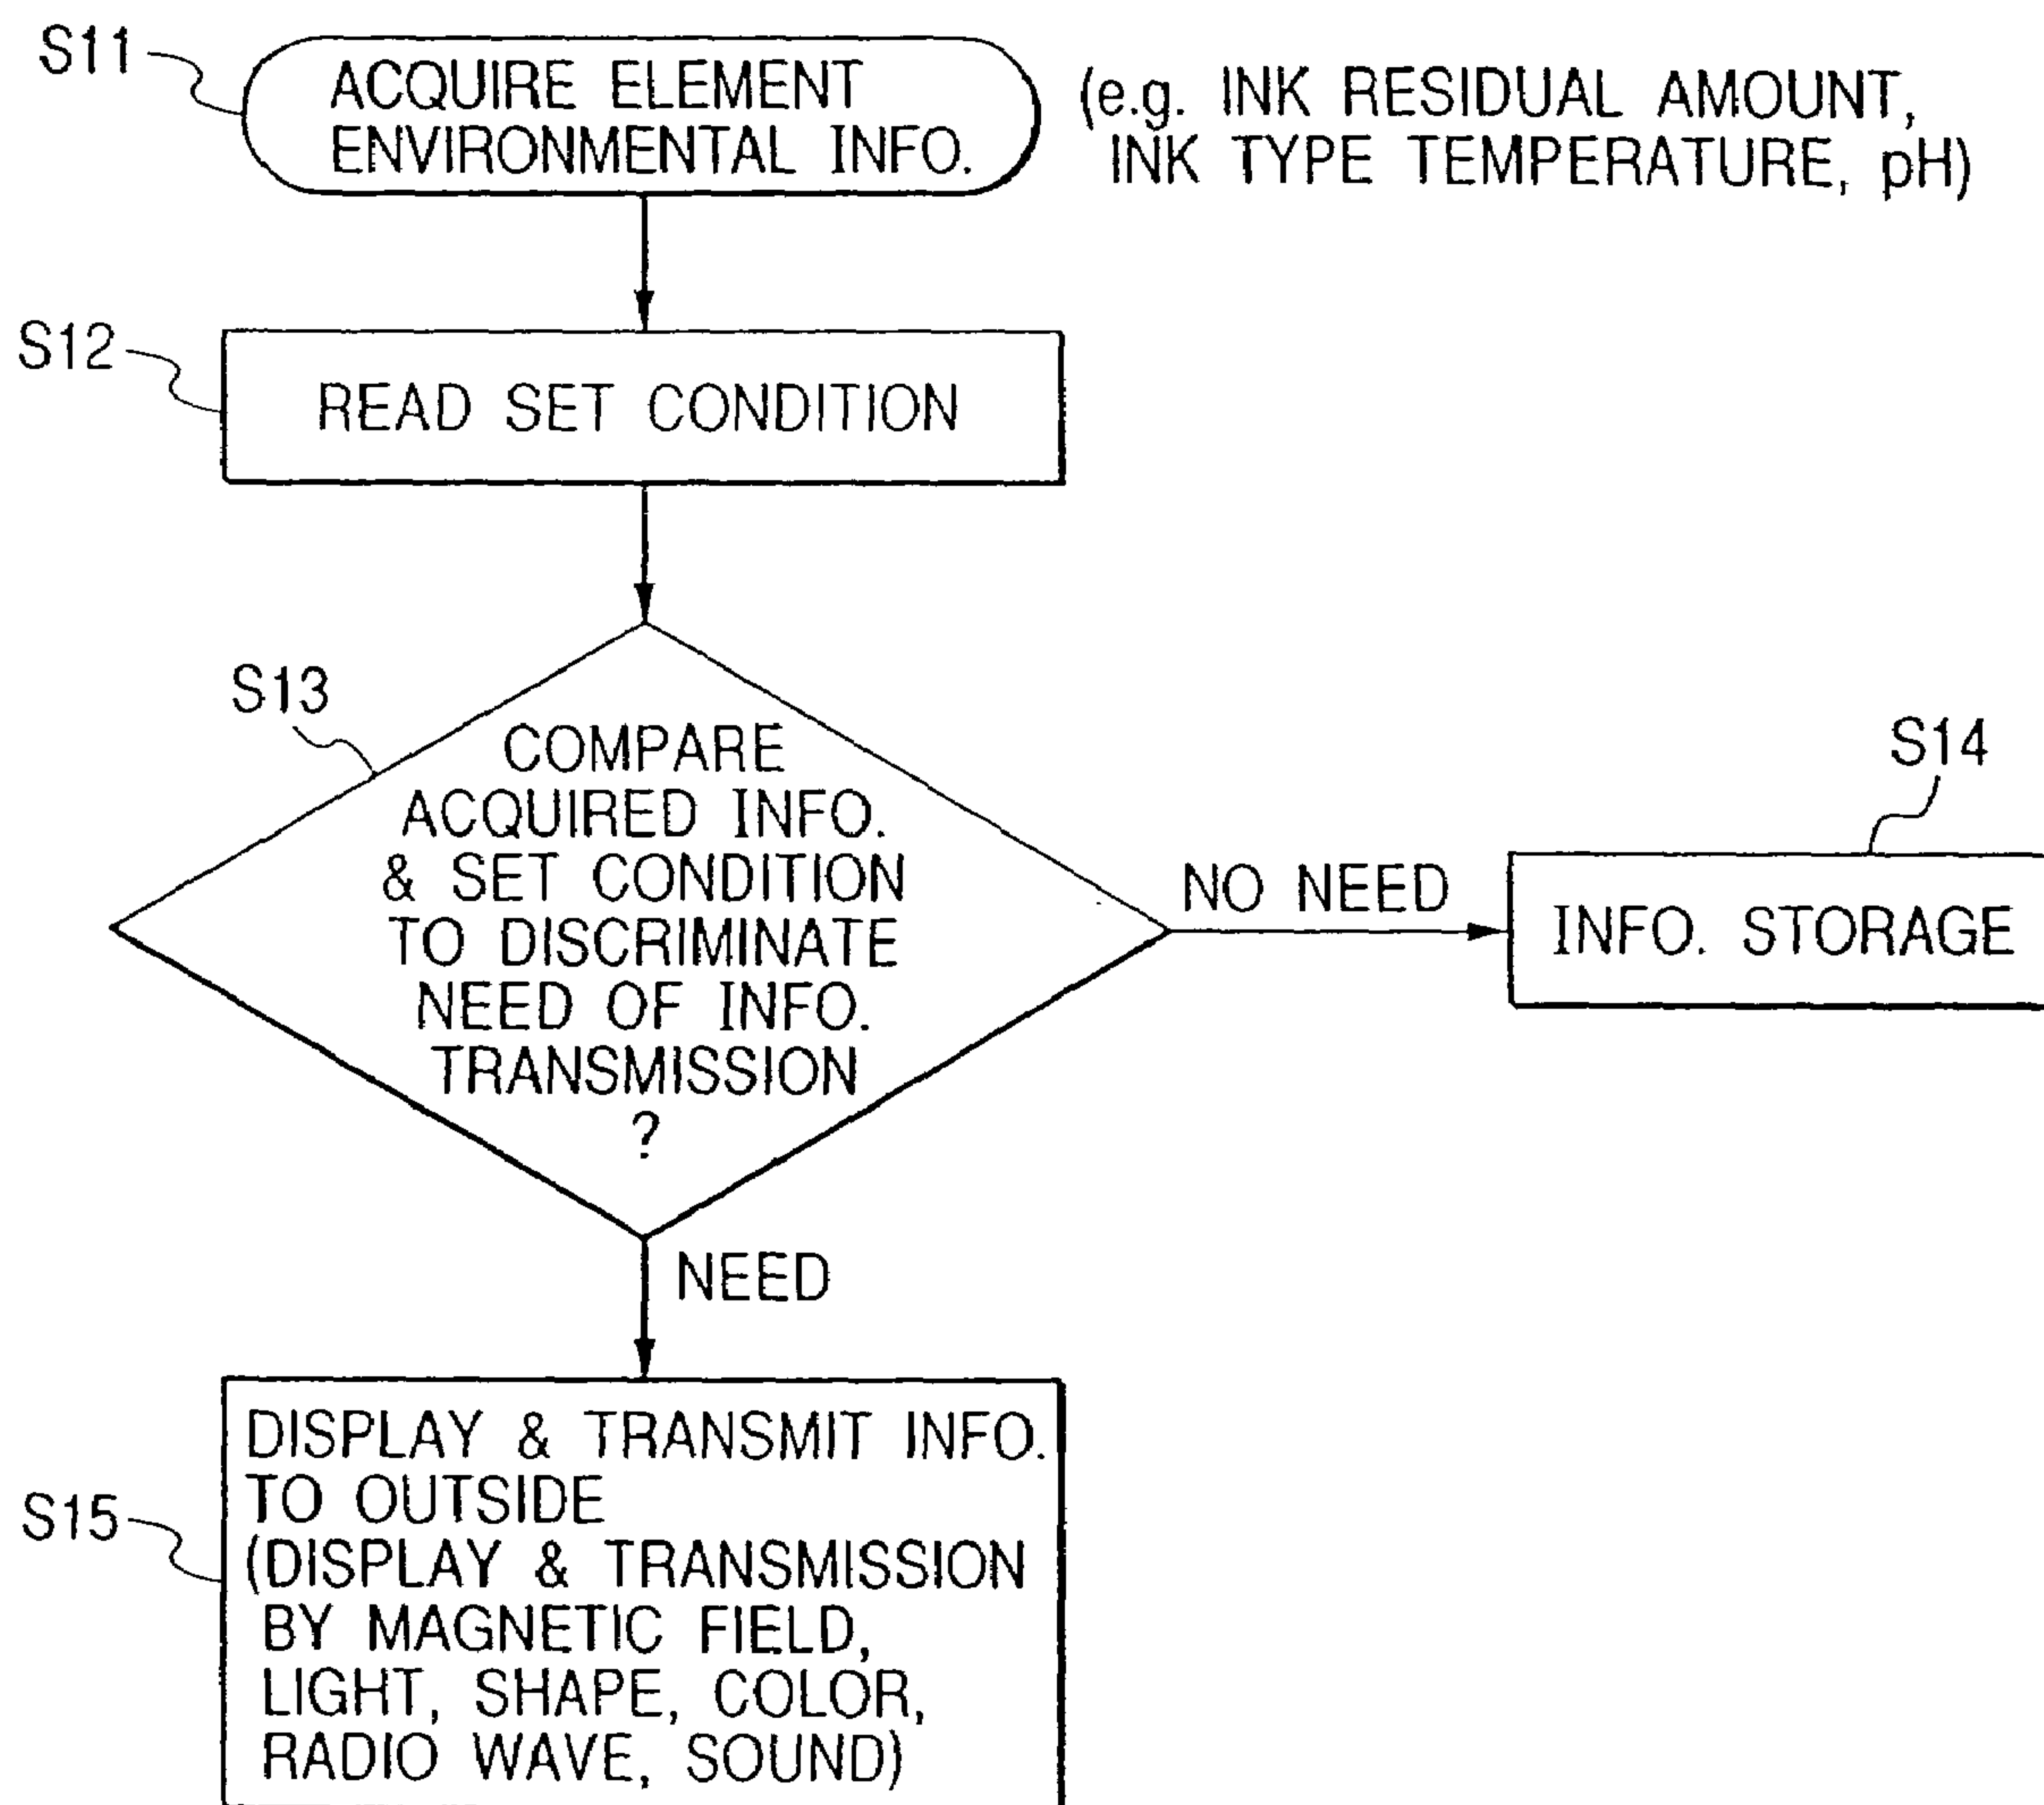 S11
ACQUIRE ELEMENT
ENVIRONMENTAL INFO.
(e.g. INK RESIDUAL AMOUNT,
INK TYPE TEMPERATURE, pH)
S12
READ SET CONDITION
S13
COMPARE
ACQUIRED INFO.
& SET CONDITION
TO DISCRIMINATE
NEED OF INFO.
TRANSMISSION
?
NO NEED
S14
INFO. STORAGE
NEED
S15
DISPLAY & TRANSMIT INFO.
TO OUTSIDE
(DISPLAY & TRANSMISSION
BY MAGNETIC FIELD,
LIGHT, SHAPE, COLOR,
RADIO WAVE, SOUND)